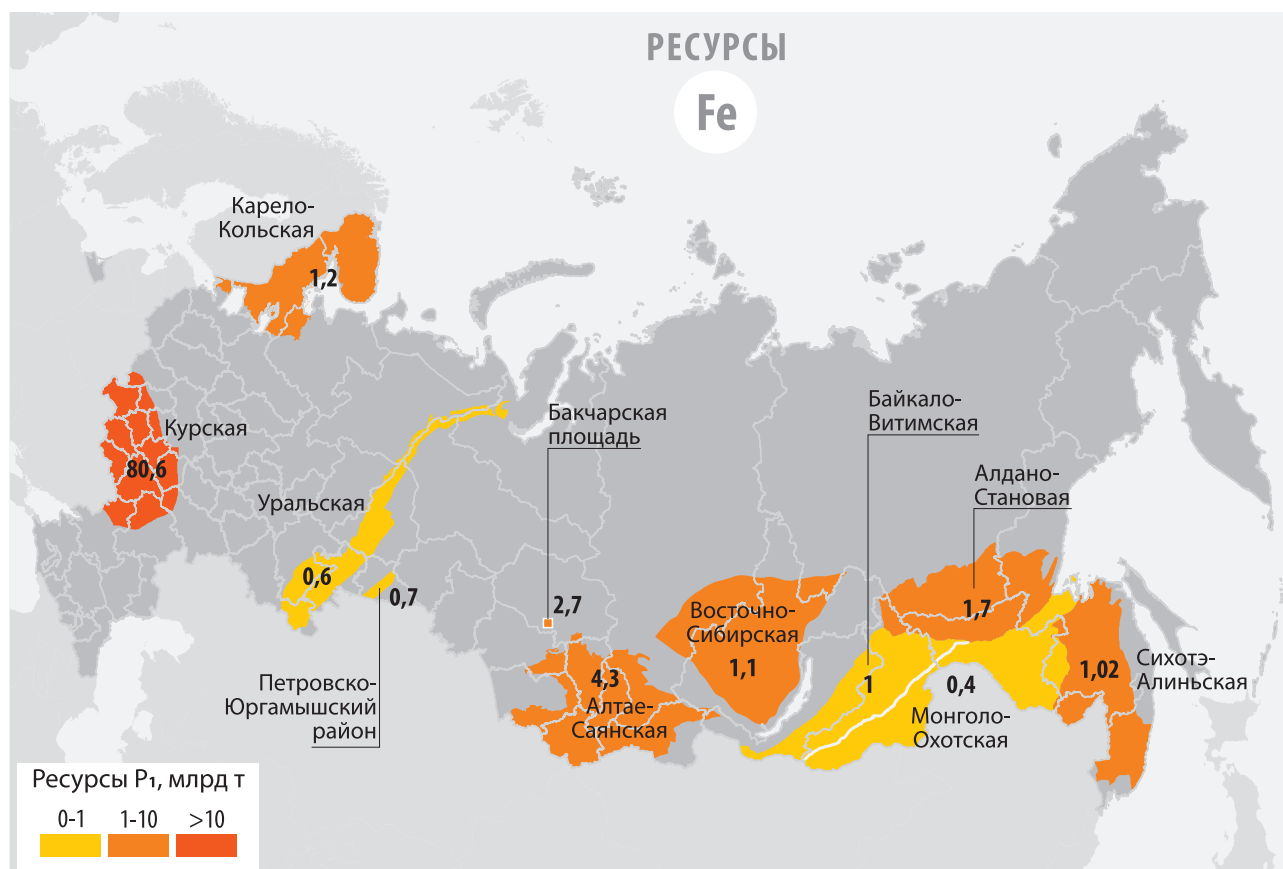 РЕСУРСЫ
Fe
Карело-
Кольская
1,2
Курская
80,6
Уральская
0,6
0,7
Петровско-
Юргамышский
район
Бакчарская
площадь
2,7
4,3
Алтае-
Саянская
Восточно-
Сибирская
1,1
Байкало-
Витимская
1
Алдано-
Становая
1,7
0,4
Монголо-
Охотская
1,02
Сихотэ-
Алиньская
Ресурсы P₁, млрд т
0-1 1-10 >10